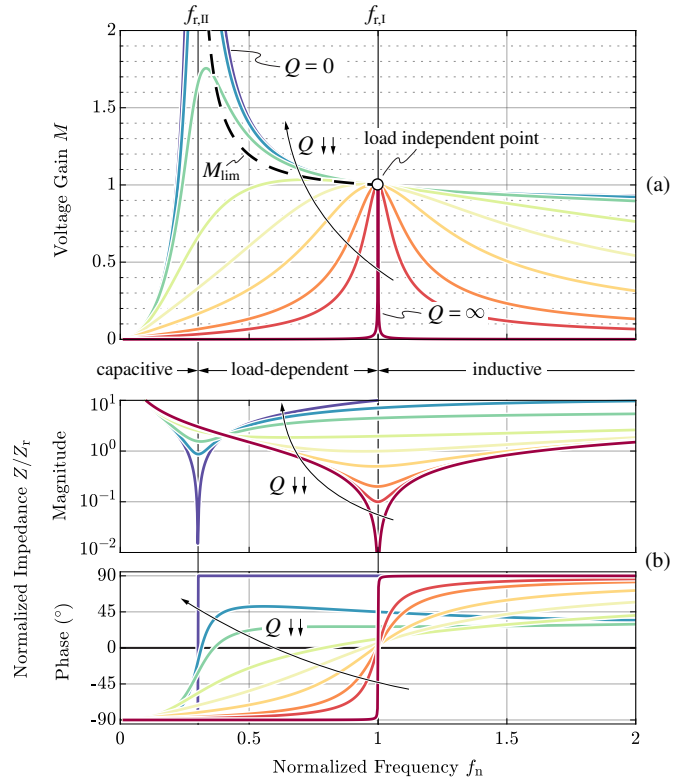 f_r,II f_r,I
2
Q = 0
1.5
Q ↓↓
load independent point
M_lim
Voltage Gain M
1
(a)
0.5
Q = ∞
0
capacitive load-dependent inductive
10^1
10^0
10^-1
10^-2
Q ↓↓
Normalized Impedance Z/Z_r
Magnitude
(b)
90
45
0
-45
-90
Q ↓↓
Phase (°)
0 0.5 1 1.5 2
Normalized Frequency f_n